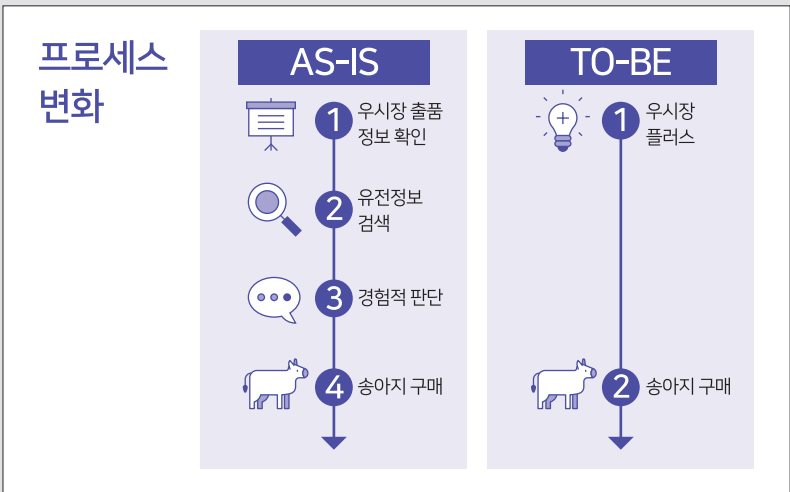 프로세스
변화
AS-IS
1
우시장 출품
정보 확인
2
유전정보
검색
3
경험적 판단
4
송아지 구매
TO-BE
1
우시장
플러스
2
송아지 구매